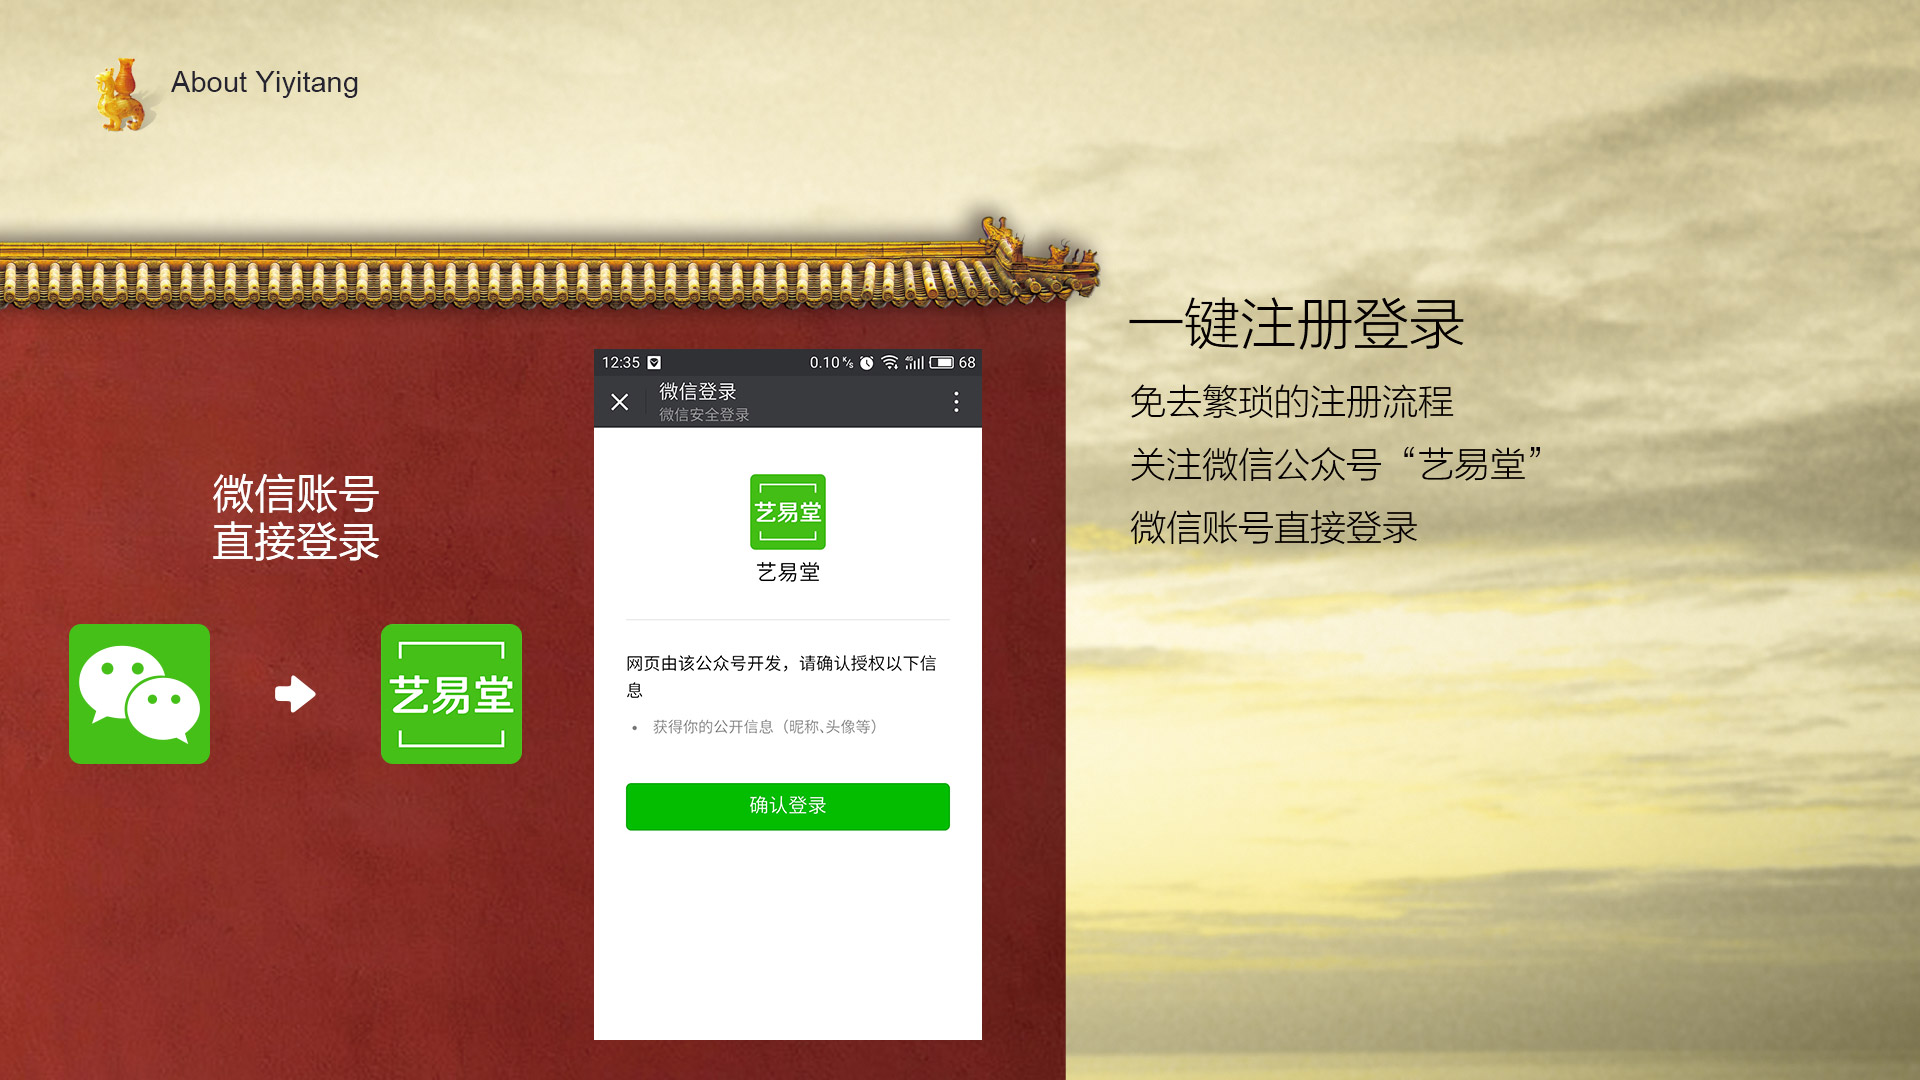 About Yiyitang
微信账号
直接登录
艺易堂
12:35
0.10 K/s
4G
68
微信登录
微信安全登录
艺易堂
艺易堂
网页由该公众号开发，请确认授权以下信
息
• 获得你的公开信息（昵称、头像等）
确认登录
一键注册登录
免去繁琐的注册流程
关注微信公众号“艺易堂”
微信账号直接登录